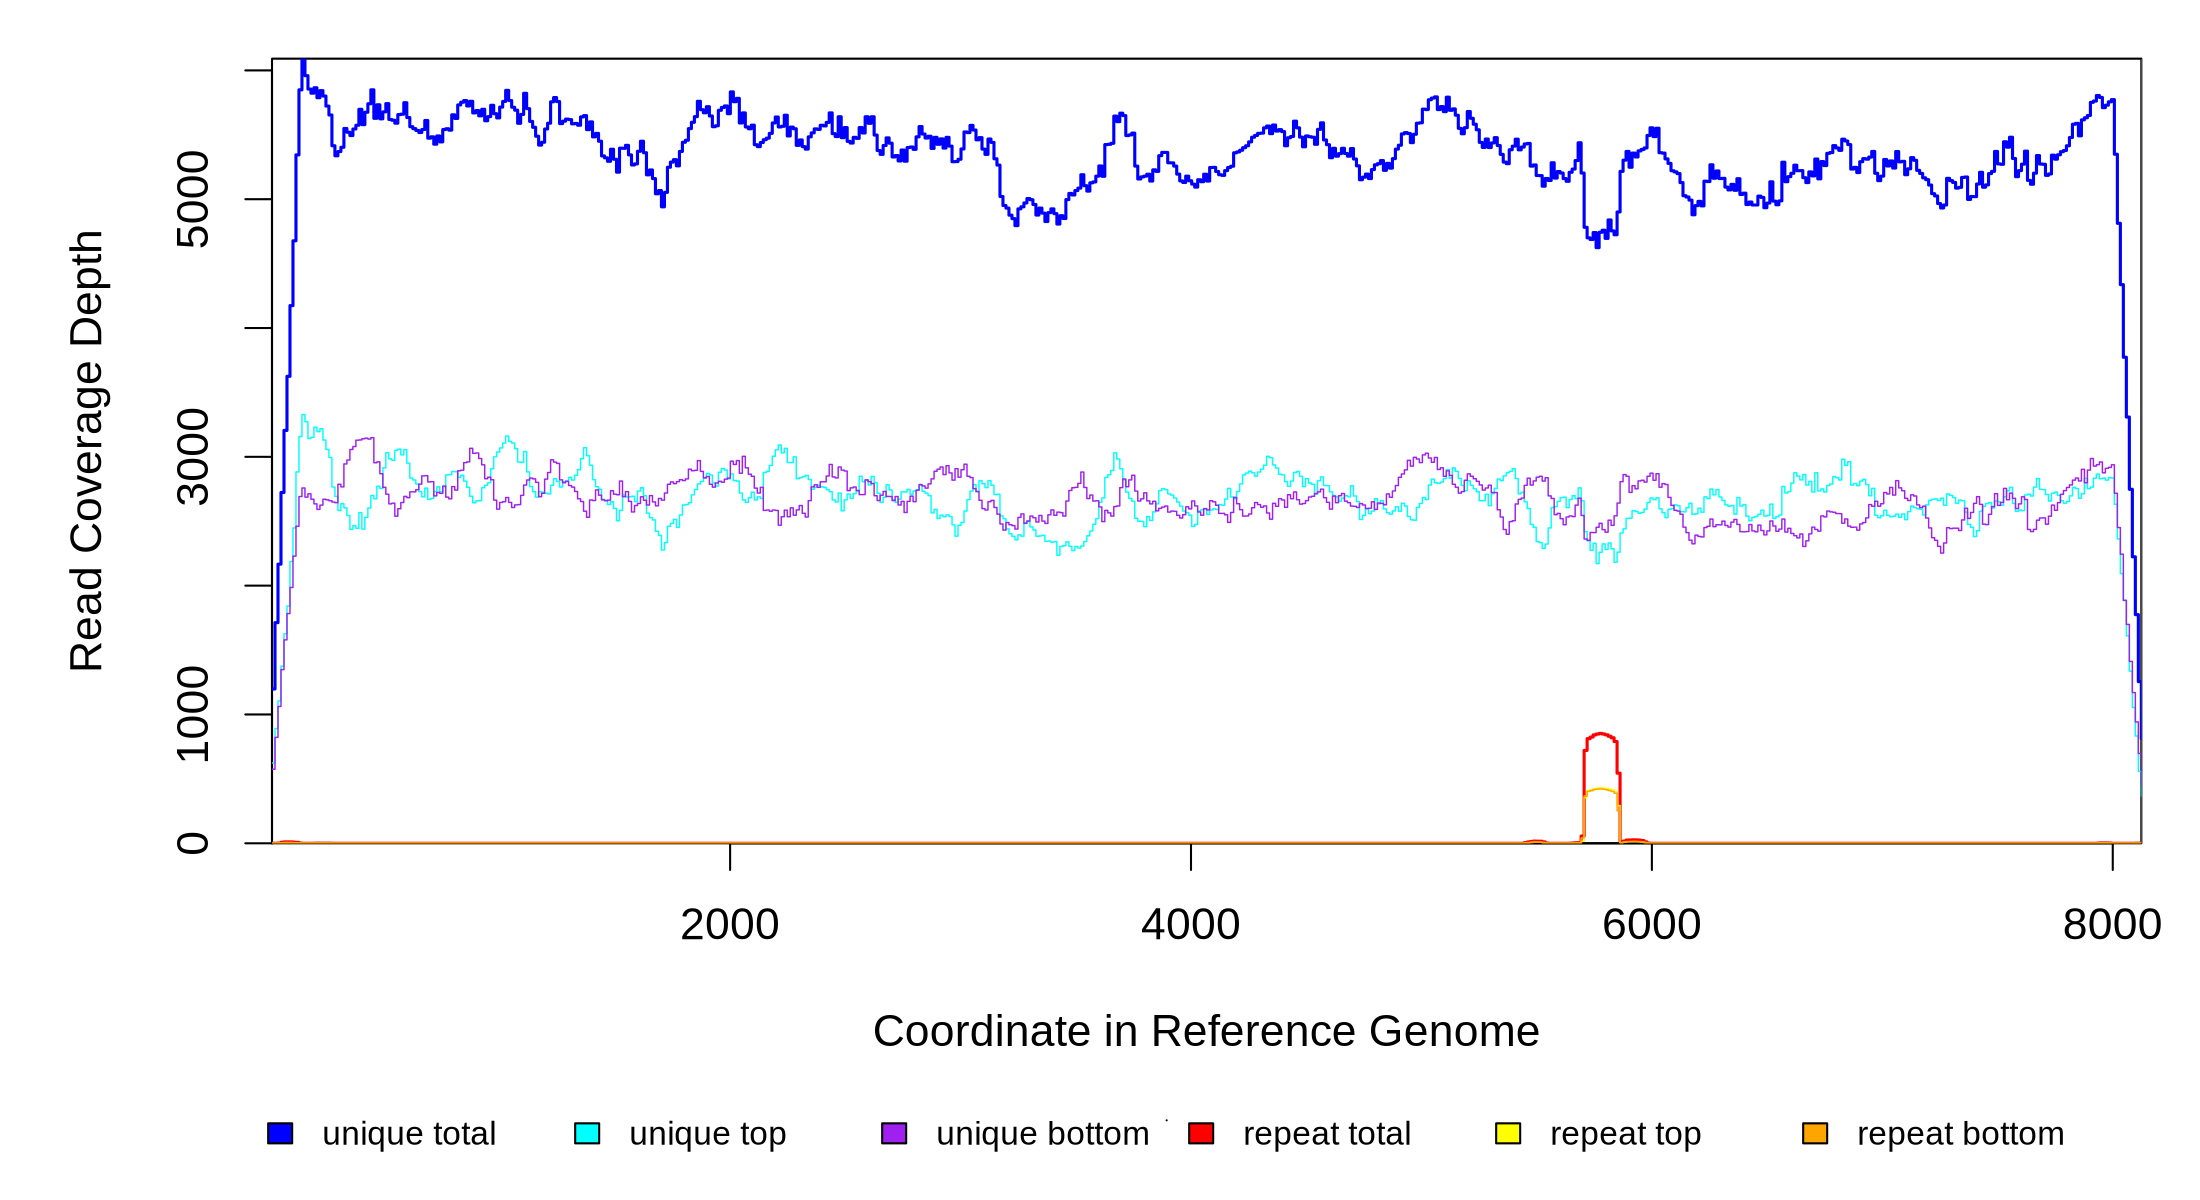 Read Coverage Depth
5000
3000
1000
0
2000 4000 6000 8000
Coordinate in Reference Genome
unique total unique top unique bottom repeat total repeat top repeat bottom